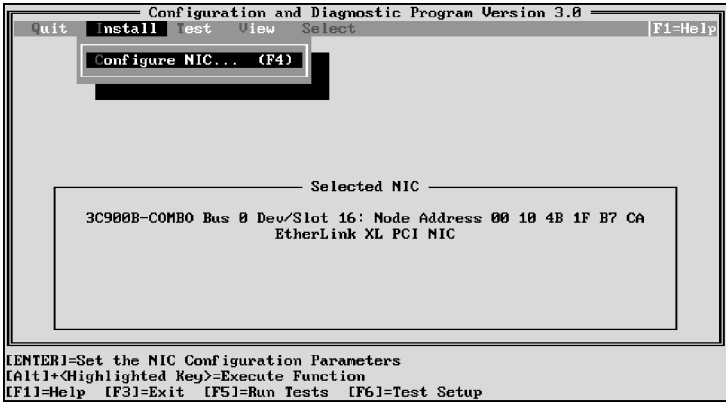 Configuration and Diagnostic Program Version 3.0
Quit Install Test View Select F1=Help
Configure NIC... (F4)
Selected NIC
3C900B-COMBO Bus 0 Dev/Slot 16: Node Address 00 10 4B 1F B7 CA
EtherLink XL PCI NIC
[ENTER]=Set the NIC Configuration Parameters
[Alt]+<Highlighted Key>=Execute Function
[F1]=Help [F3]=Exit [F5]=Run Tests [F6]=Test Setup